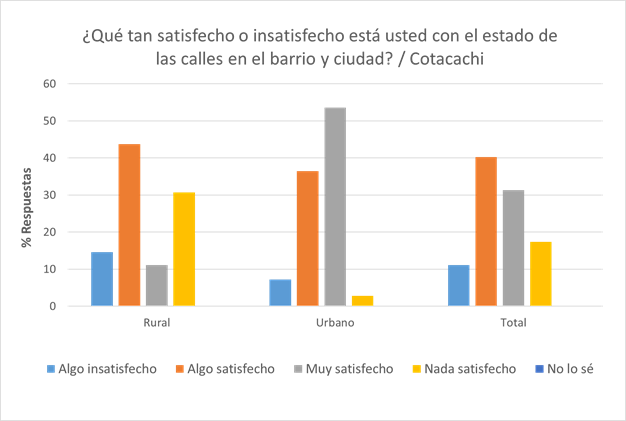 ¿Qué tan satisfecho o insatisfecho está usted con el estado de
las calles en el barrio y ciudad? / Cotacachi
60
50
40
30
20
10
0
% Respuestas
Rural Urbano Total
Algo insatisfecho Algo satisfecho Muy satisfecho Nada satisfecho No lo sé